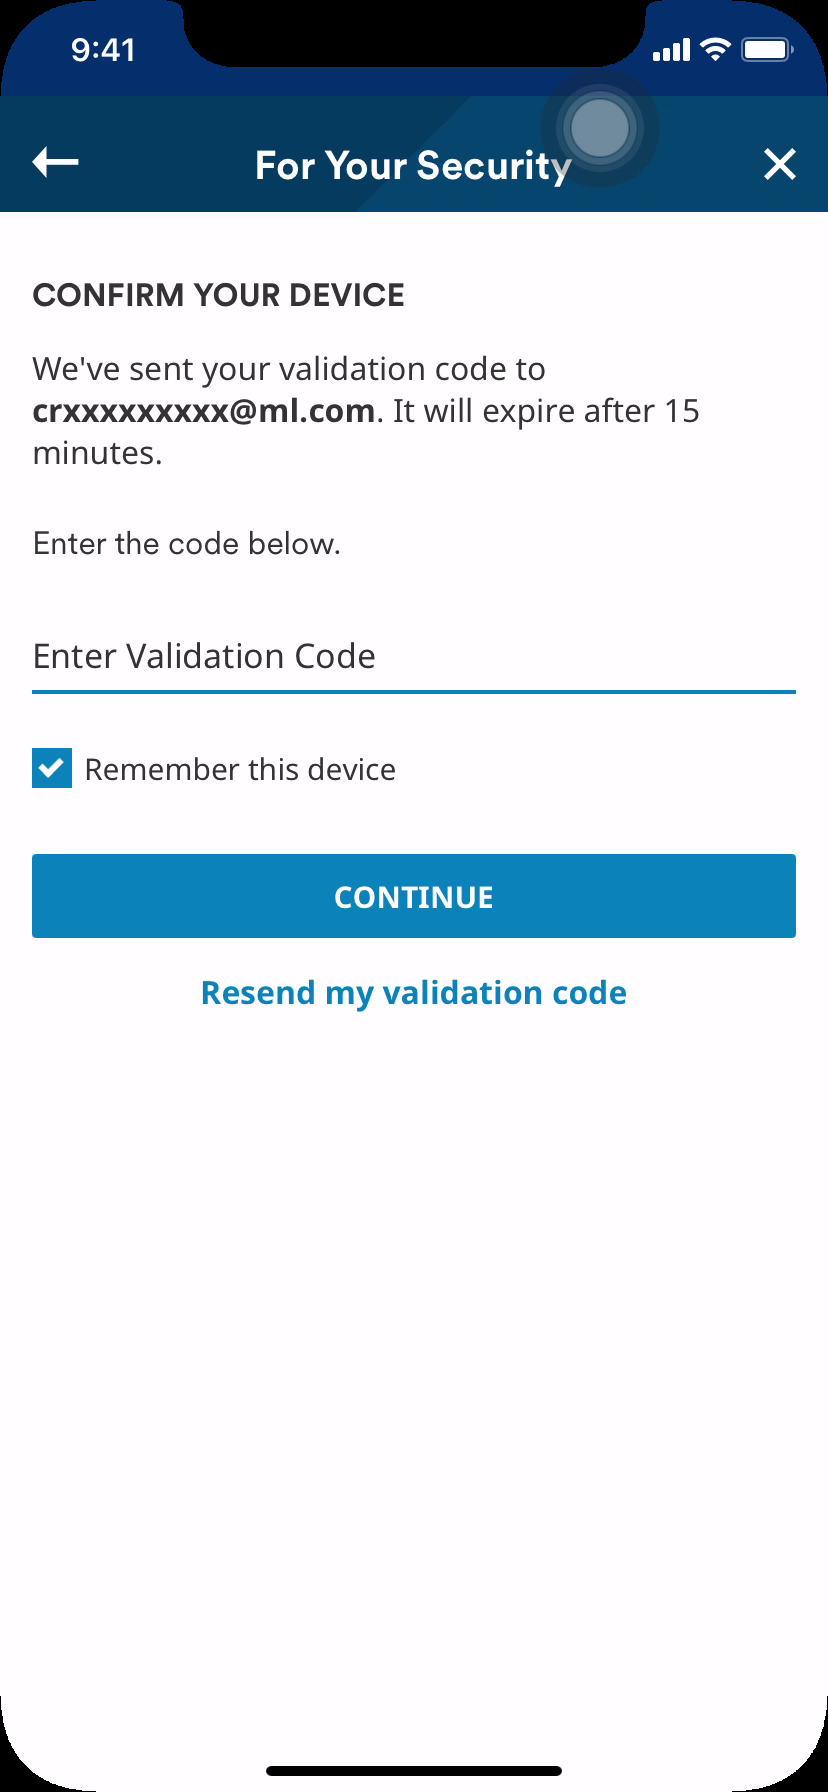 9:41
For Your Security
CONFIRM YOUR DEVICE
We've sent your validation code to
crxxxxxxxxx@ml.com. It will expire after 15
minutes.
Enter the code below.
Enter Validation Code
Remember this device
CONTINUE
Resend my validation code